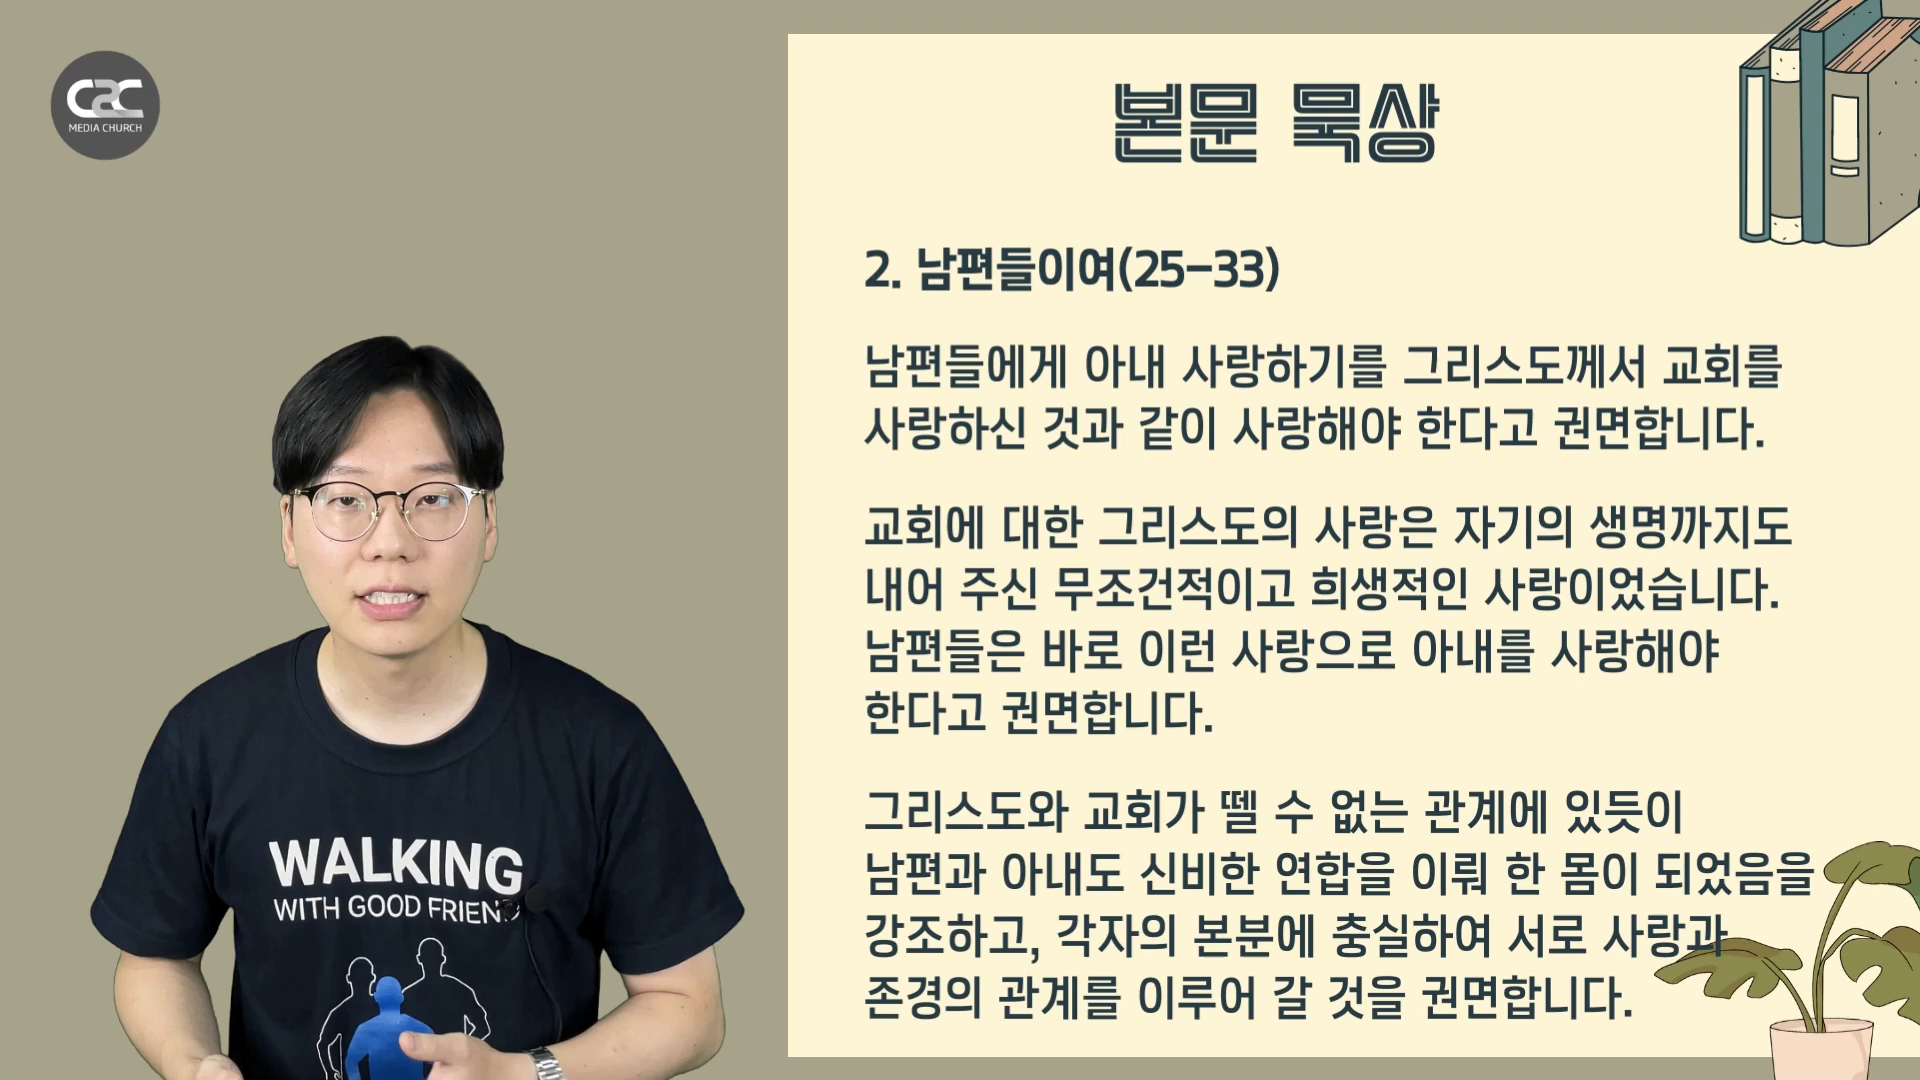 C2C
MEDIA CHURCH
본문 묵상
2. 남편들이여(25-33)
남편들에게 아내 사랑하기를 그리스도께서 교회를
사랑하신 것과 같이 사랑해야 한다고 권면합니다.
교회에 대한 그리스도의 사랑은 자기의 생명까지도
내어 주신 무조건적이고 희생적인 사랑이었습니다.
남편들은 바로 이런 사랑으로 아내를 사랑해야
한다고 권면합니다.
그리스도와 교회가 뗄 수 없는 관계에 있듯이
남편과 아내도 신비한 연합을 이뤄 한 몸이 되었음을
강조하고, 각자의 본분에 충실하여 서로 사랑과
존경의 관계를 이루어 갈 것을 권면합니다.
WALKING
WITH GOOD FRIEND